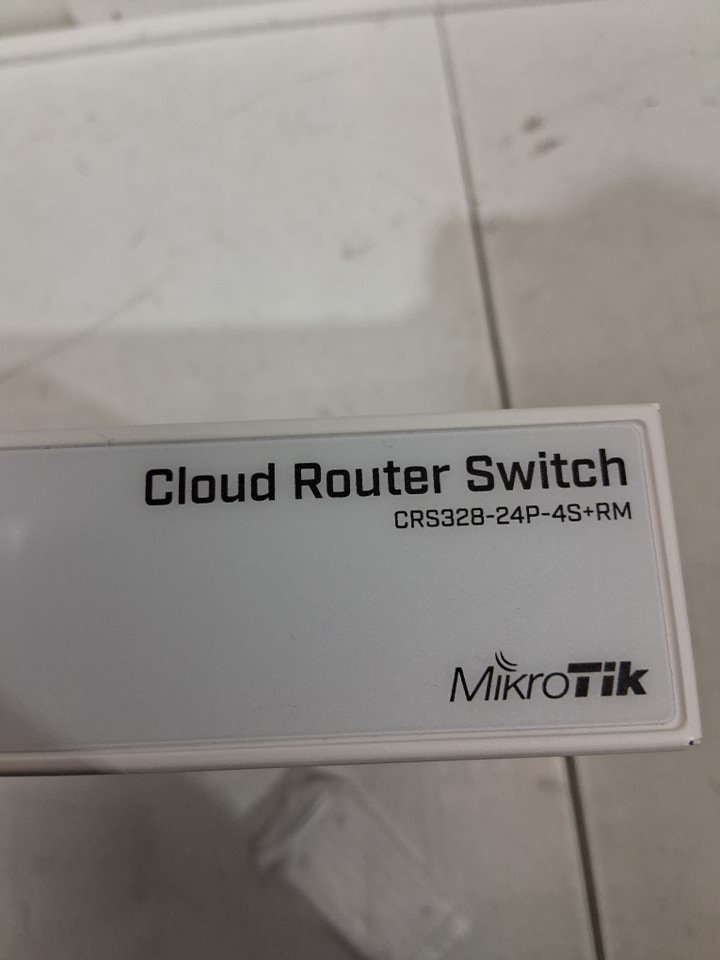 Cloud Router Switch
CRS328-24P-4S+RM
MikroTik